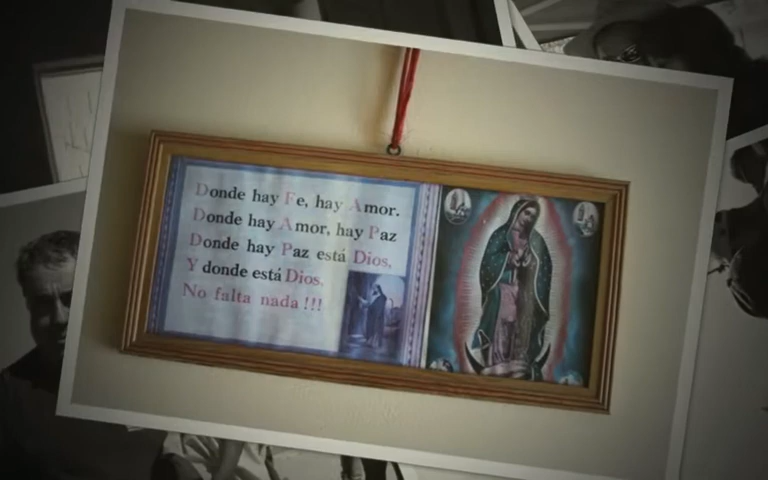 Donde hay Fe, hay Amor.
Donde hay Amor, hay Paz
Donde hay Paz está Dios,
Y donde está Dios,
No falta nada !!!